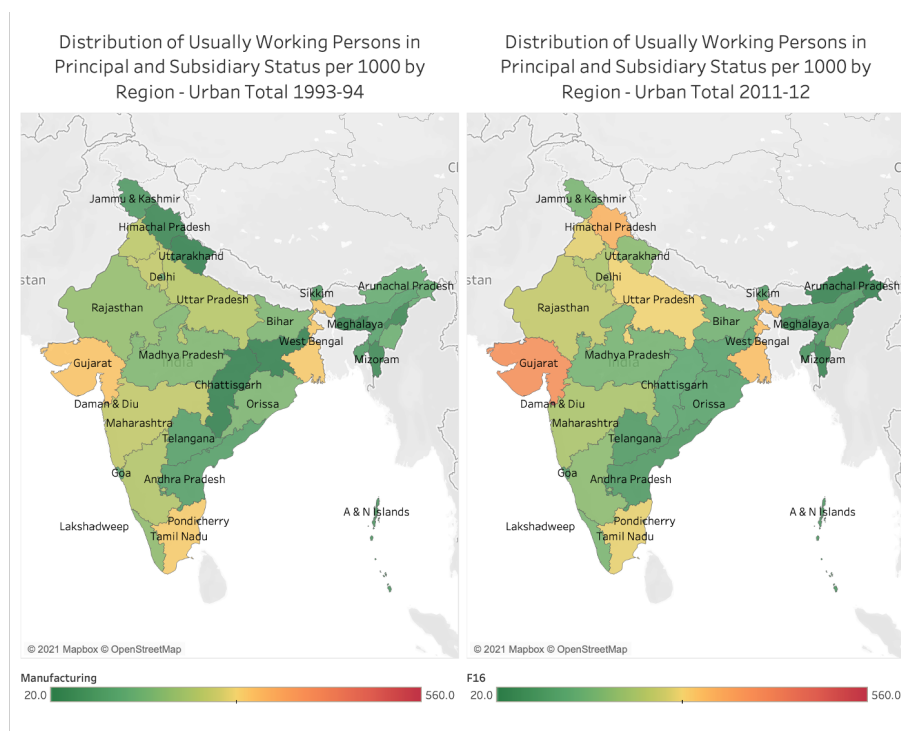 Distribution of Usually Working Persons in
Principal and Subsidiary Status per 1000 by
Region - Urban Total 1993-94
Jammu & Kashmir
Himachal Pradesh
Uttarakhand
Delhi
stan
Rajasthan
Uttar Pradesh
Sikkim
Arunachal Pradesh
Bihar
Meghalaya
West Bengal
Gujarat
Madhya Pradesh
India
Mizoram
Chhattisgarh
Daman & Diu
Orissa
Maharashtra
Telangana
Goa
Andhra Pradesh
A & N Islands
Lakshadweep
Pondicherry
Tamil Nadu
Ch
© 2021 Mapbox © OpenStreetMap
Manufacturing
20.0
560.0
Distribution of Usually Working Persons in
Principal and Subsidiary Status per 1000 by
Region - Urban Total 2011-12
Jammu & Kashmir
Himachal Pradesh
Uttarakhand
Delhi
stan
Rajasthan
Uttar Pradesh
Sikkim
Arunachal Pradesh
Bihar
Meghalaya
West Bengal
Gujarat
Madhya Pradesh
India
Mizoram
Chhattisgarh
Daman & Diu
Orissa
Maharashtra
Telangana
Goa
Andhra Pradesh
A & N Islands
Lakshadweep
Pondicherry
Tamil Nadu
© 2021 Mapbox © OpenStreetMap
F16
20.0
560.0